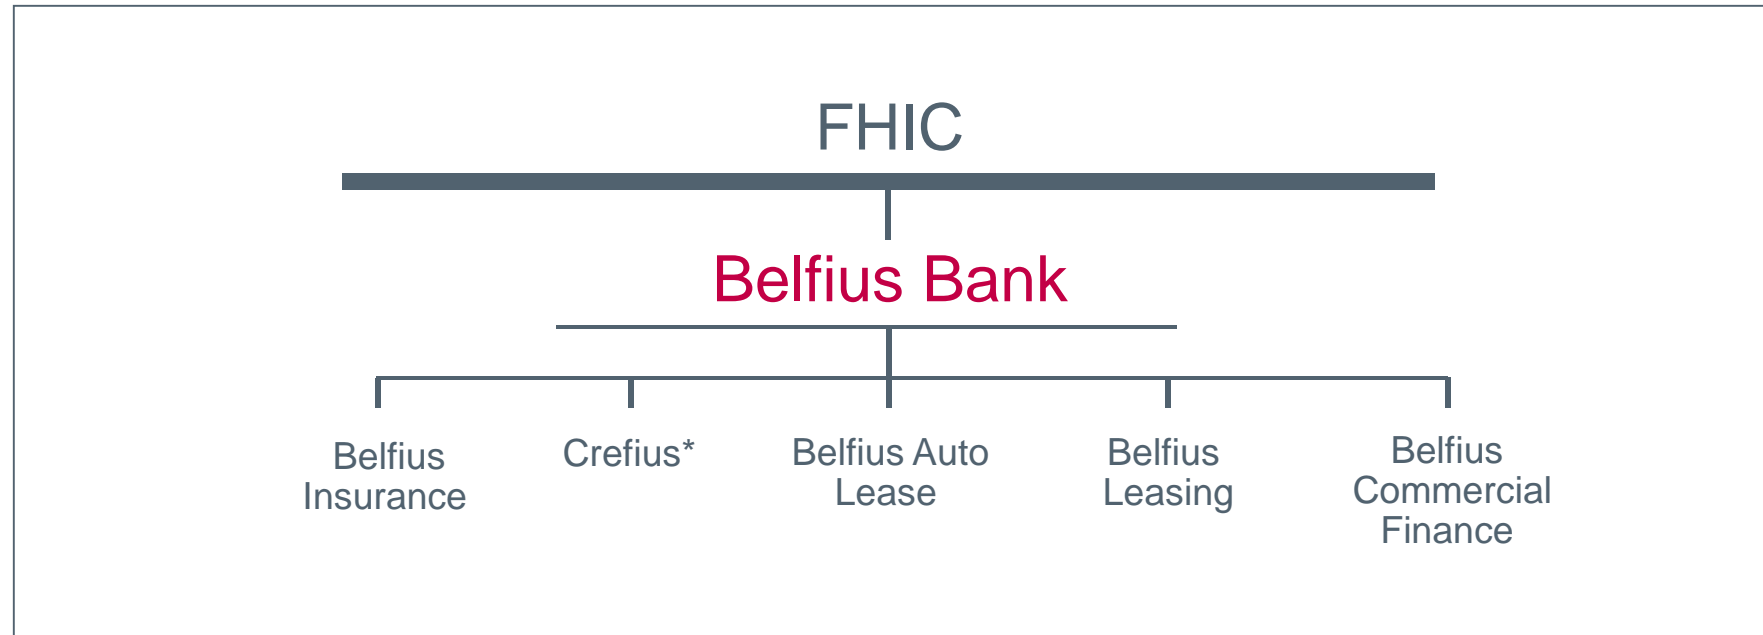 FHIC
Belfius Bank
Belfius
Insurance
Crefius*
Belfius Auto
Lease
Belfius
Leasing
Belfius
Commercial
Finance